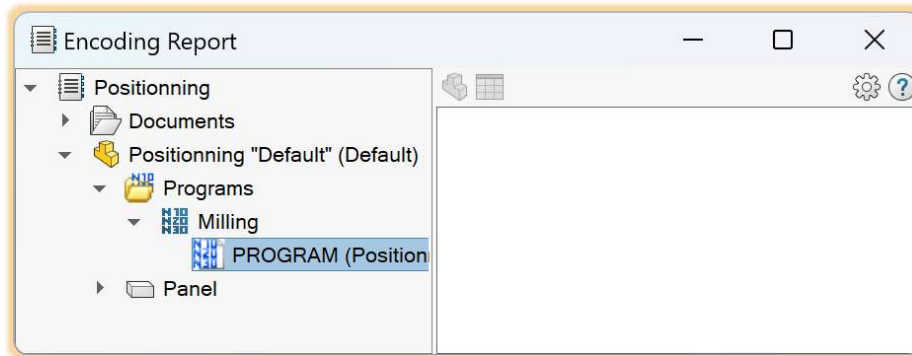 Encoding Report
Positionning
Documents
Positionning "Default" (Default)
Programs
Milling
PROGRAM (Position
Panel